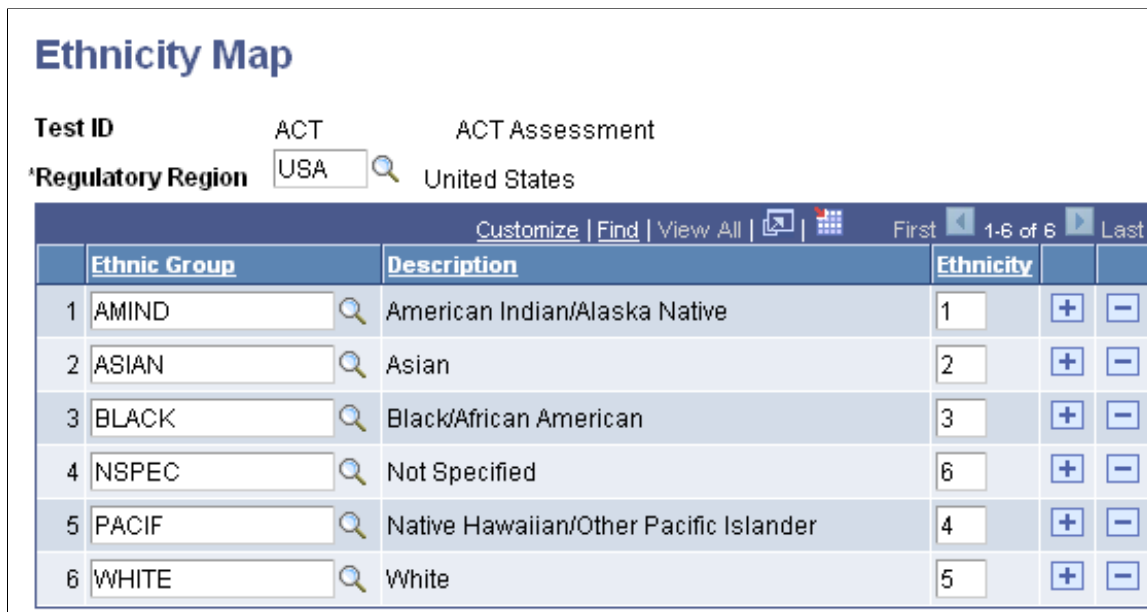 Ethnicity Map
Test ID ACT ACT Assessment
*Regulatory Region USA United States
Customize | Find | View All | | First 1-6 of 6 Last
Ethnic Group Description Ethnicity
1 AMIND American Indian/Alaska Native 1
2 ASIAN Asian 2
3 BLACK Black/African American 3
4 NSPEC Not Specified 6
5 PACIF Native Hawaiian/Other Pacific Islander 4
6 WHITE White 5